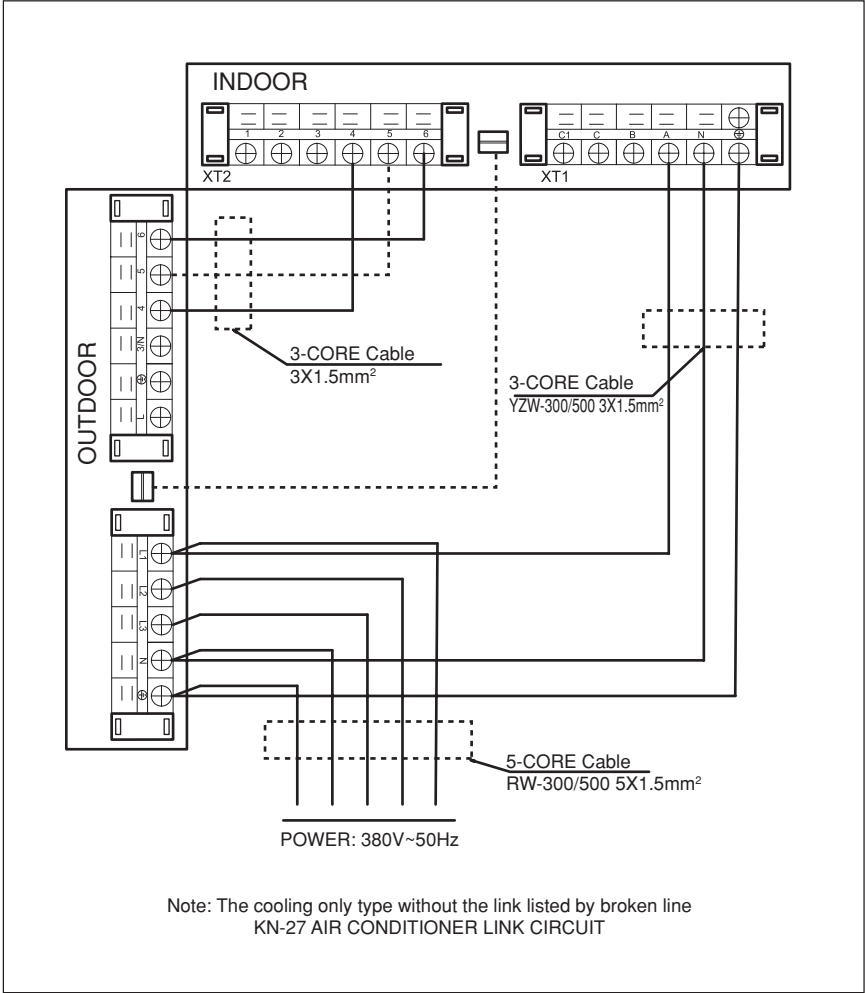 INDOOR
1 2 3 4 5 6
C1 C B A N
XT2
XT1
OUTDOOR
6
5
4
3/N
L
3-CORE Cable
3X1.5mm²
3-CORE Cable
YZW-300/500 3X1.5mm²
L1
L2
L3
N
5-CORE Cable
RW-300/500 5X1.5mm²
POWER: 380V~50Hz
Note: The cooling only type without the link listed by broken line
KN-27 AIR CONDITIONER LINK CIRCUIT